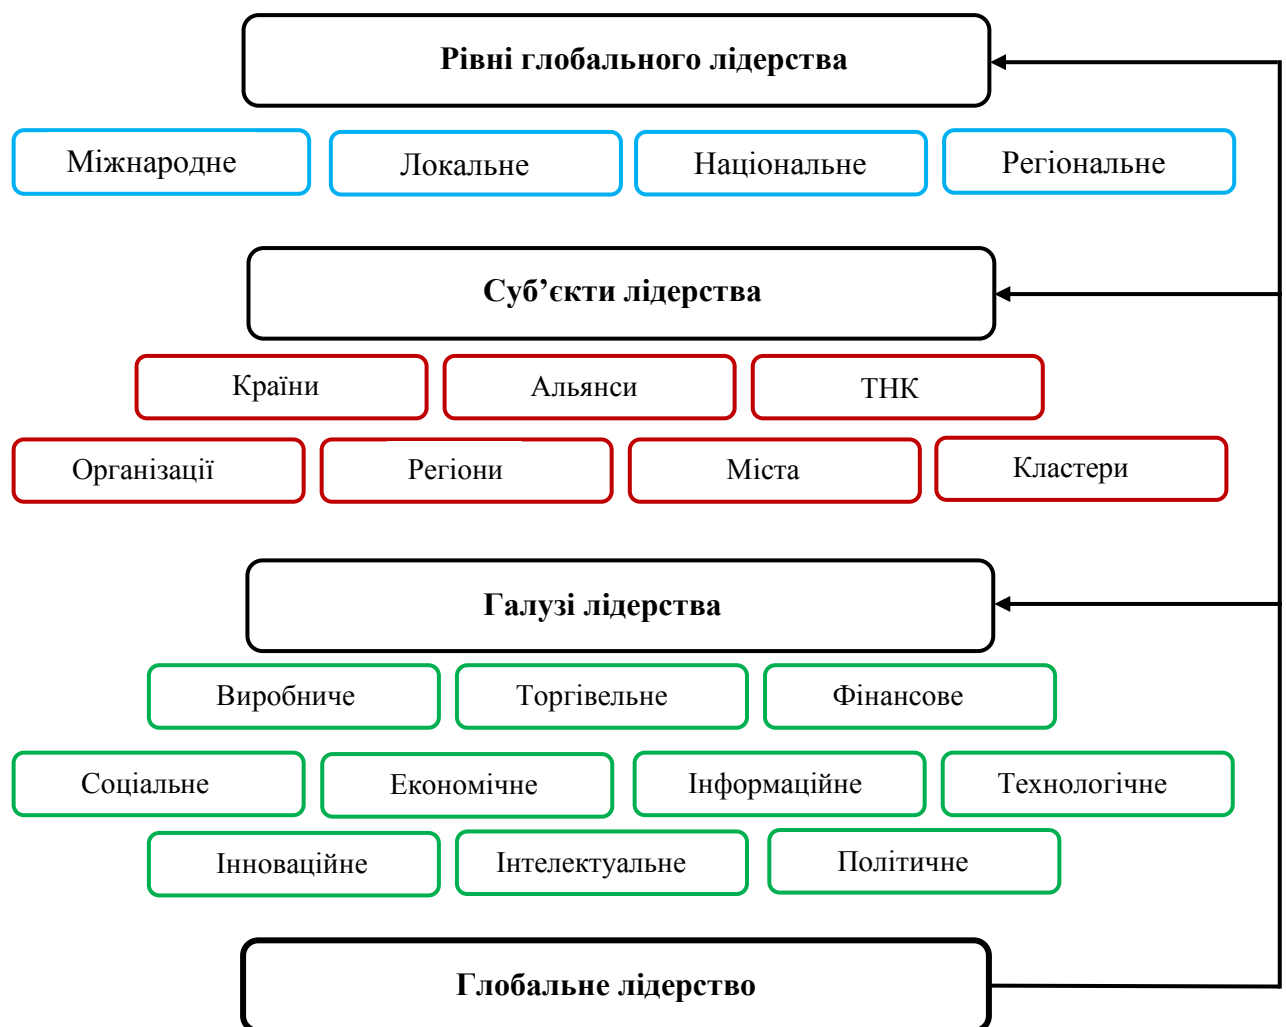 Рівні глобального лідерства
Міжнародне Локальне Національне Регіональне
Суб’єкти лідерства
Країни Альянси ТНК
Організації Регіони Міста Кластери
Галузі лідерства
Виробниче Торгівельне Фінансове
Соціальне Економічне Інформаційне Технологічне
Інноваційне Інтелектуальне Політичне
Глобальне лідерство